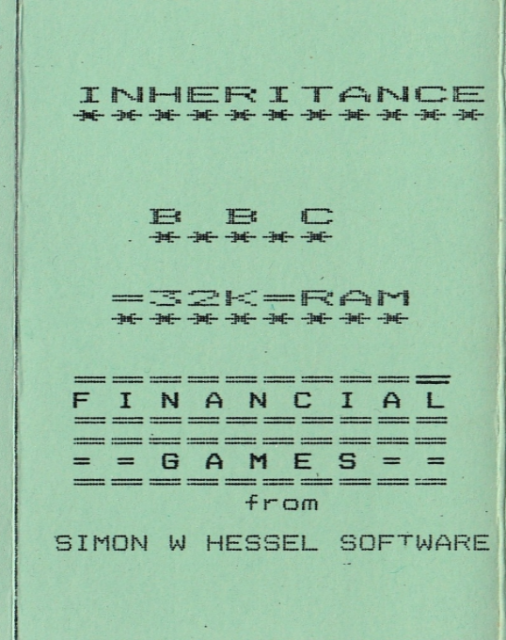 INHERITANCE
***********
B B C
*****
=32K=RAM
********
==========
F I N A N C I A L
==========
==========
= = G A M E S = =
==========
from
SIMON W HESSEL SOFTWARE